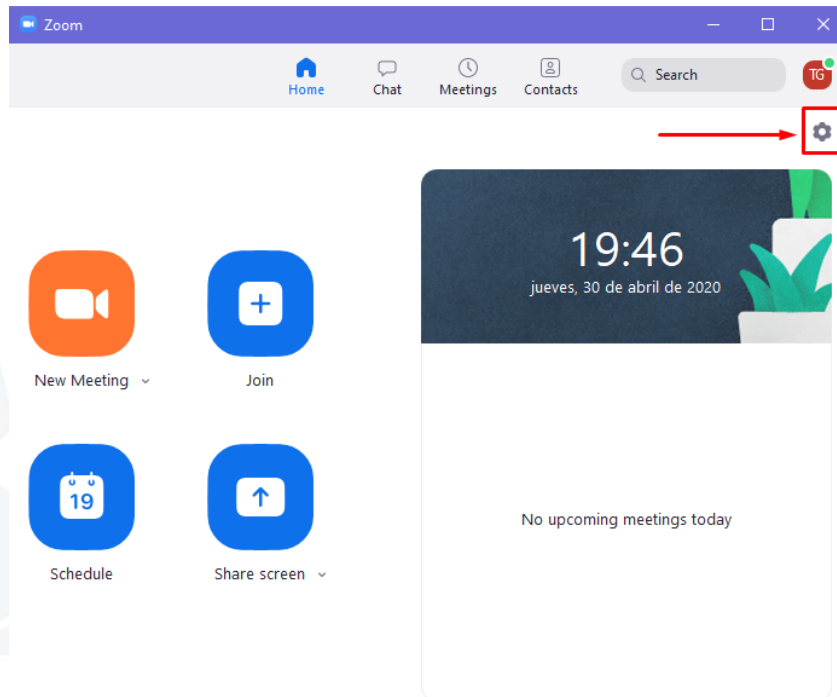 Zoom
Home Chat Meetings Contacts Search TG
19:46
jueves, 30 de abril de 2020
New Meeting Join
19
Schedule Share screen
No upcoming meetings today